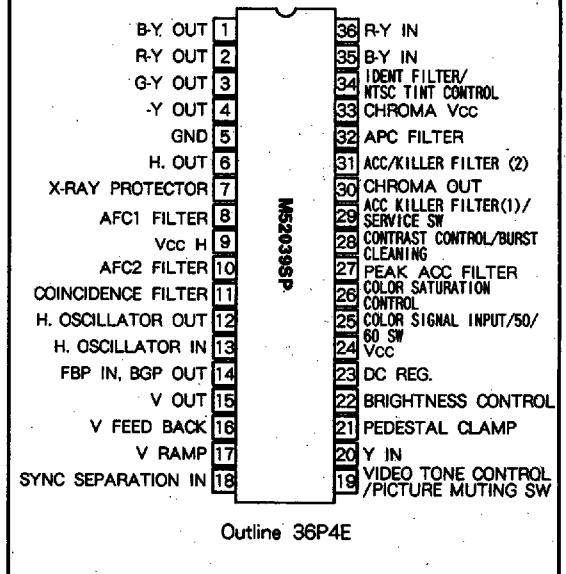 B-Y OUT 1
R-Y OUT 2
G-Y OUT 3
-Y OUT 4
GND 5
H. OUT 6
X-RAY PROTECTOR 7
AFC1 FILTER 8
Vcc H 9
AFC2 FILTER 10
COINCIDENCE FILTER 11
H. OSCILLATOR OUT 12
H. OSCILLATOR IN 13
FBP IN, BGP OUT 14
V OUT 15
V FEED BACK 16
V RAMP 17
SYNC SEPARATION IN 18
M52039SP
36 R-Y IN
35 B-Y IN
34 IDENT FILTER/
NTSC TINT CONTROL
33 CHROMA Vcc
32 APC FILTER
31 ACC/KILLER FILTER (2)
30 CHROMA OUT
29 ACC KILLER FILTER(1)/
SERVICE SW
28 CONTRAST CONTROL/BURST
CLEANING
27 PEAK ACC FILTER
26 COLOR SATURATION
CONTROL
25 COLOR SIGNAL INPUT/50/
60 SW
24 Vcc
23 DC REG.
22 BRIGHTNESS CONTROL
21 PEDESTAL CLAMP
20 Y IN
19 VIDEO TONE CONTROL
/PICTURE MUTING SW
Outline 36P4E